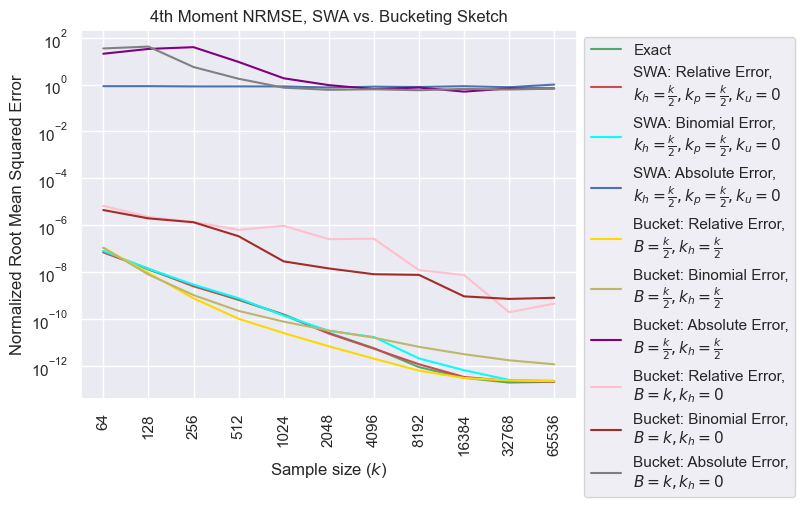 4th Moment NRMSE, SWA vs. Bucketing Sketch
Normalized Root Mean Squared Error
10²
10⁰
10⁻²
10⁻⁴
10⁻⁶
10⁻⁸
10⁻¹⁰
10⁻¹²
64
128
256
512
1024
2048
4096
8192
16384
32768
65536
Sample size (k)
Exact
SWA: Relative Error,
k_h = k/2, k_p = k/2, k_u = 0
SWA: Binomial Error,
k_h = k/2, k_p = k/2, k_u = 0
SWA: Absolute Error,
k_h = k/2, k_p = k/2, k_u = 0
Bucket: Relative Error,
B = k/2, k_h = k/2
Bucket: Binomial Error,
B = k/2, k_h = k/2
Bucket: Absolute Error,
B = k/2, k_h = k/2
Bucket: Relative Error,
B = k, k_h = 0
Bucket: Binomial Error,
B = k, k_h = 0
Bucket: Absolute Error,
B = k, k_h = 0